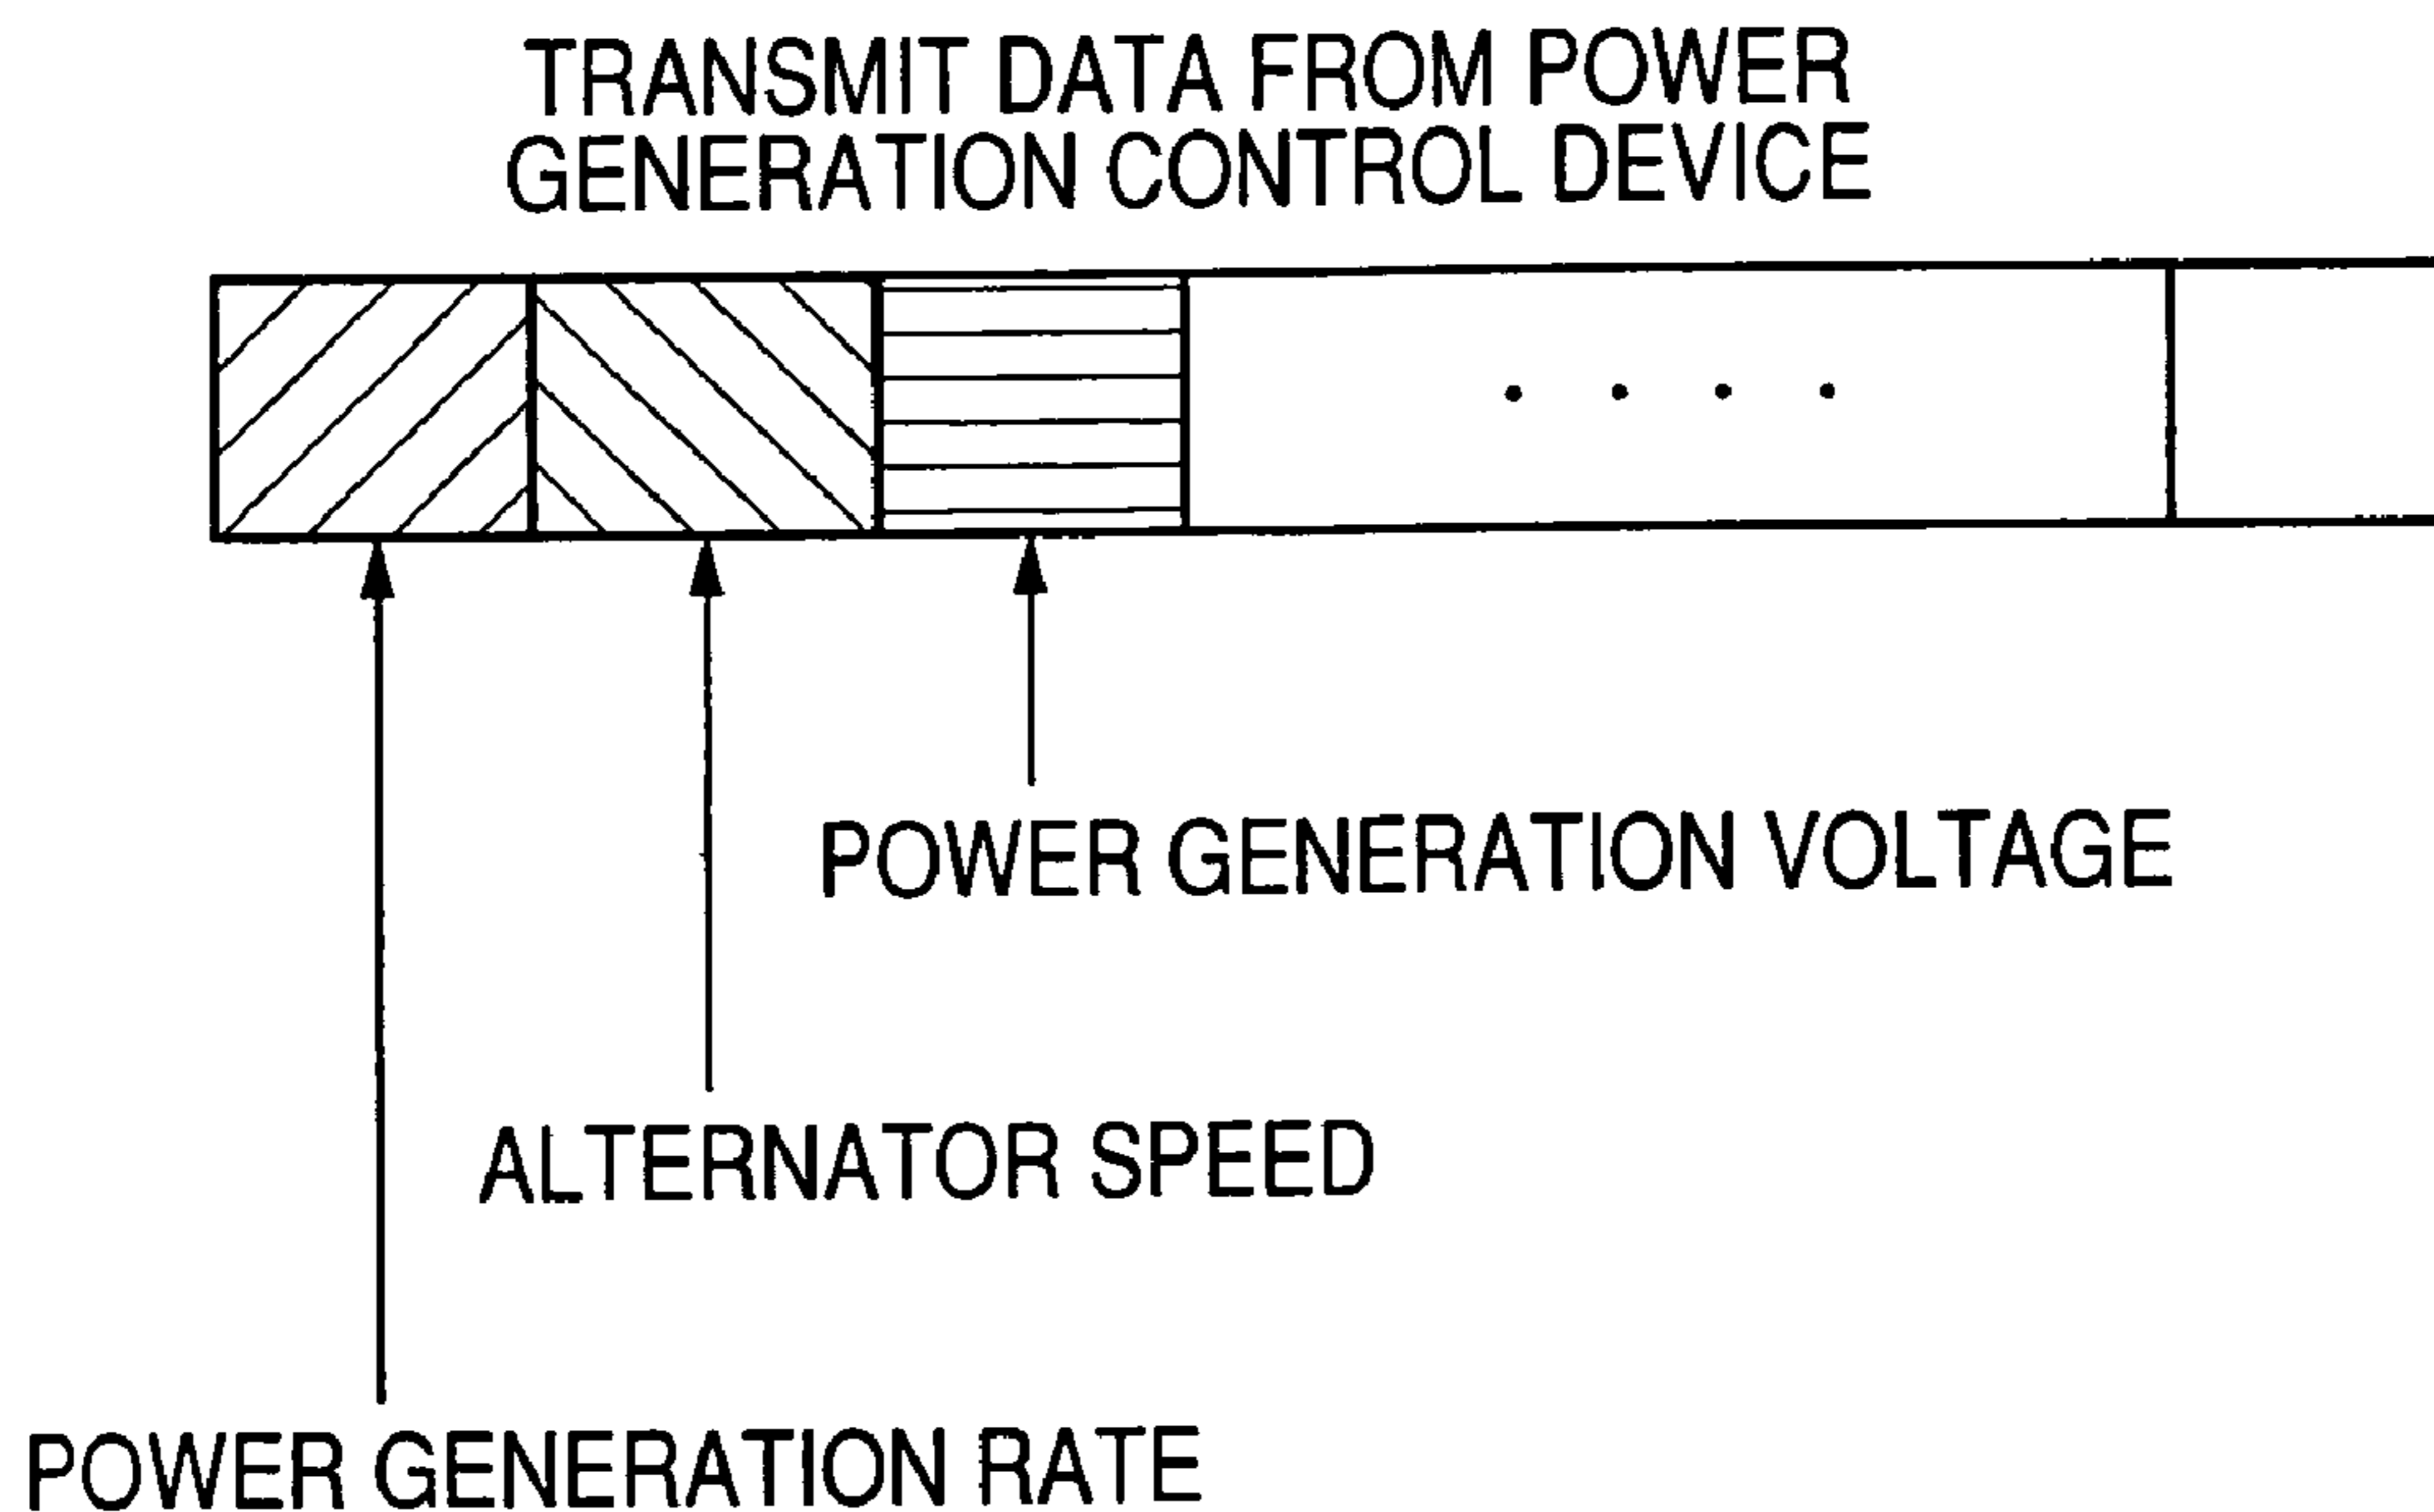 TRANSMIT DATA FROM POWER
GENERATION CONTROL DEVICE
POWER GENERATION VOLTAGE
ALTERNATOR SPEED
POWER GENERATION RATE